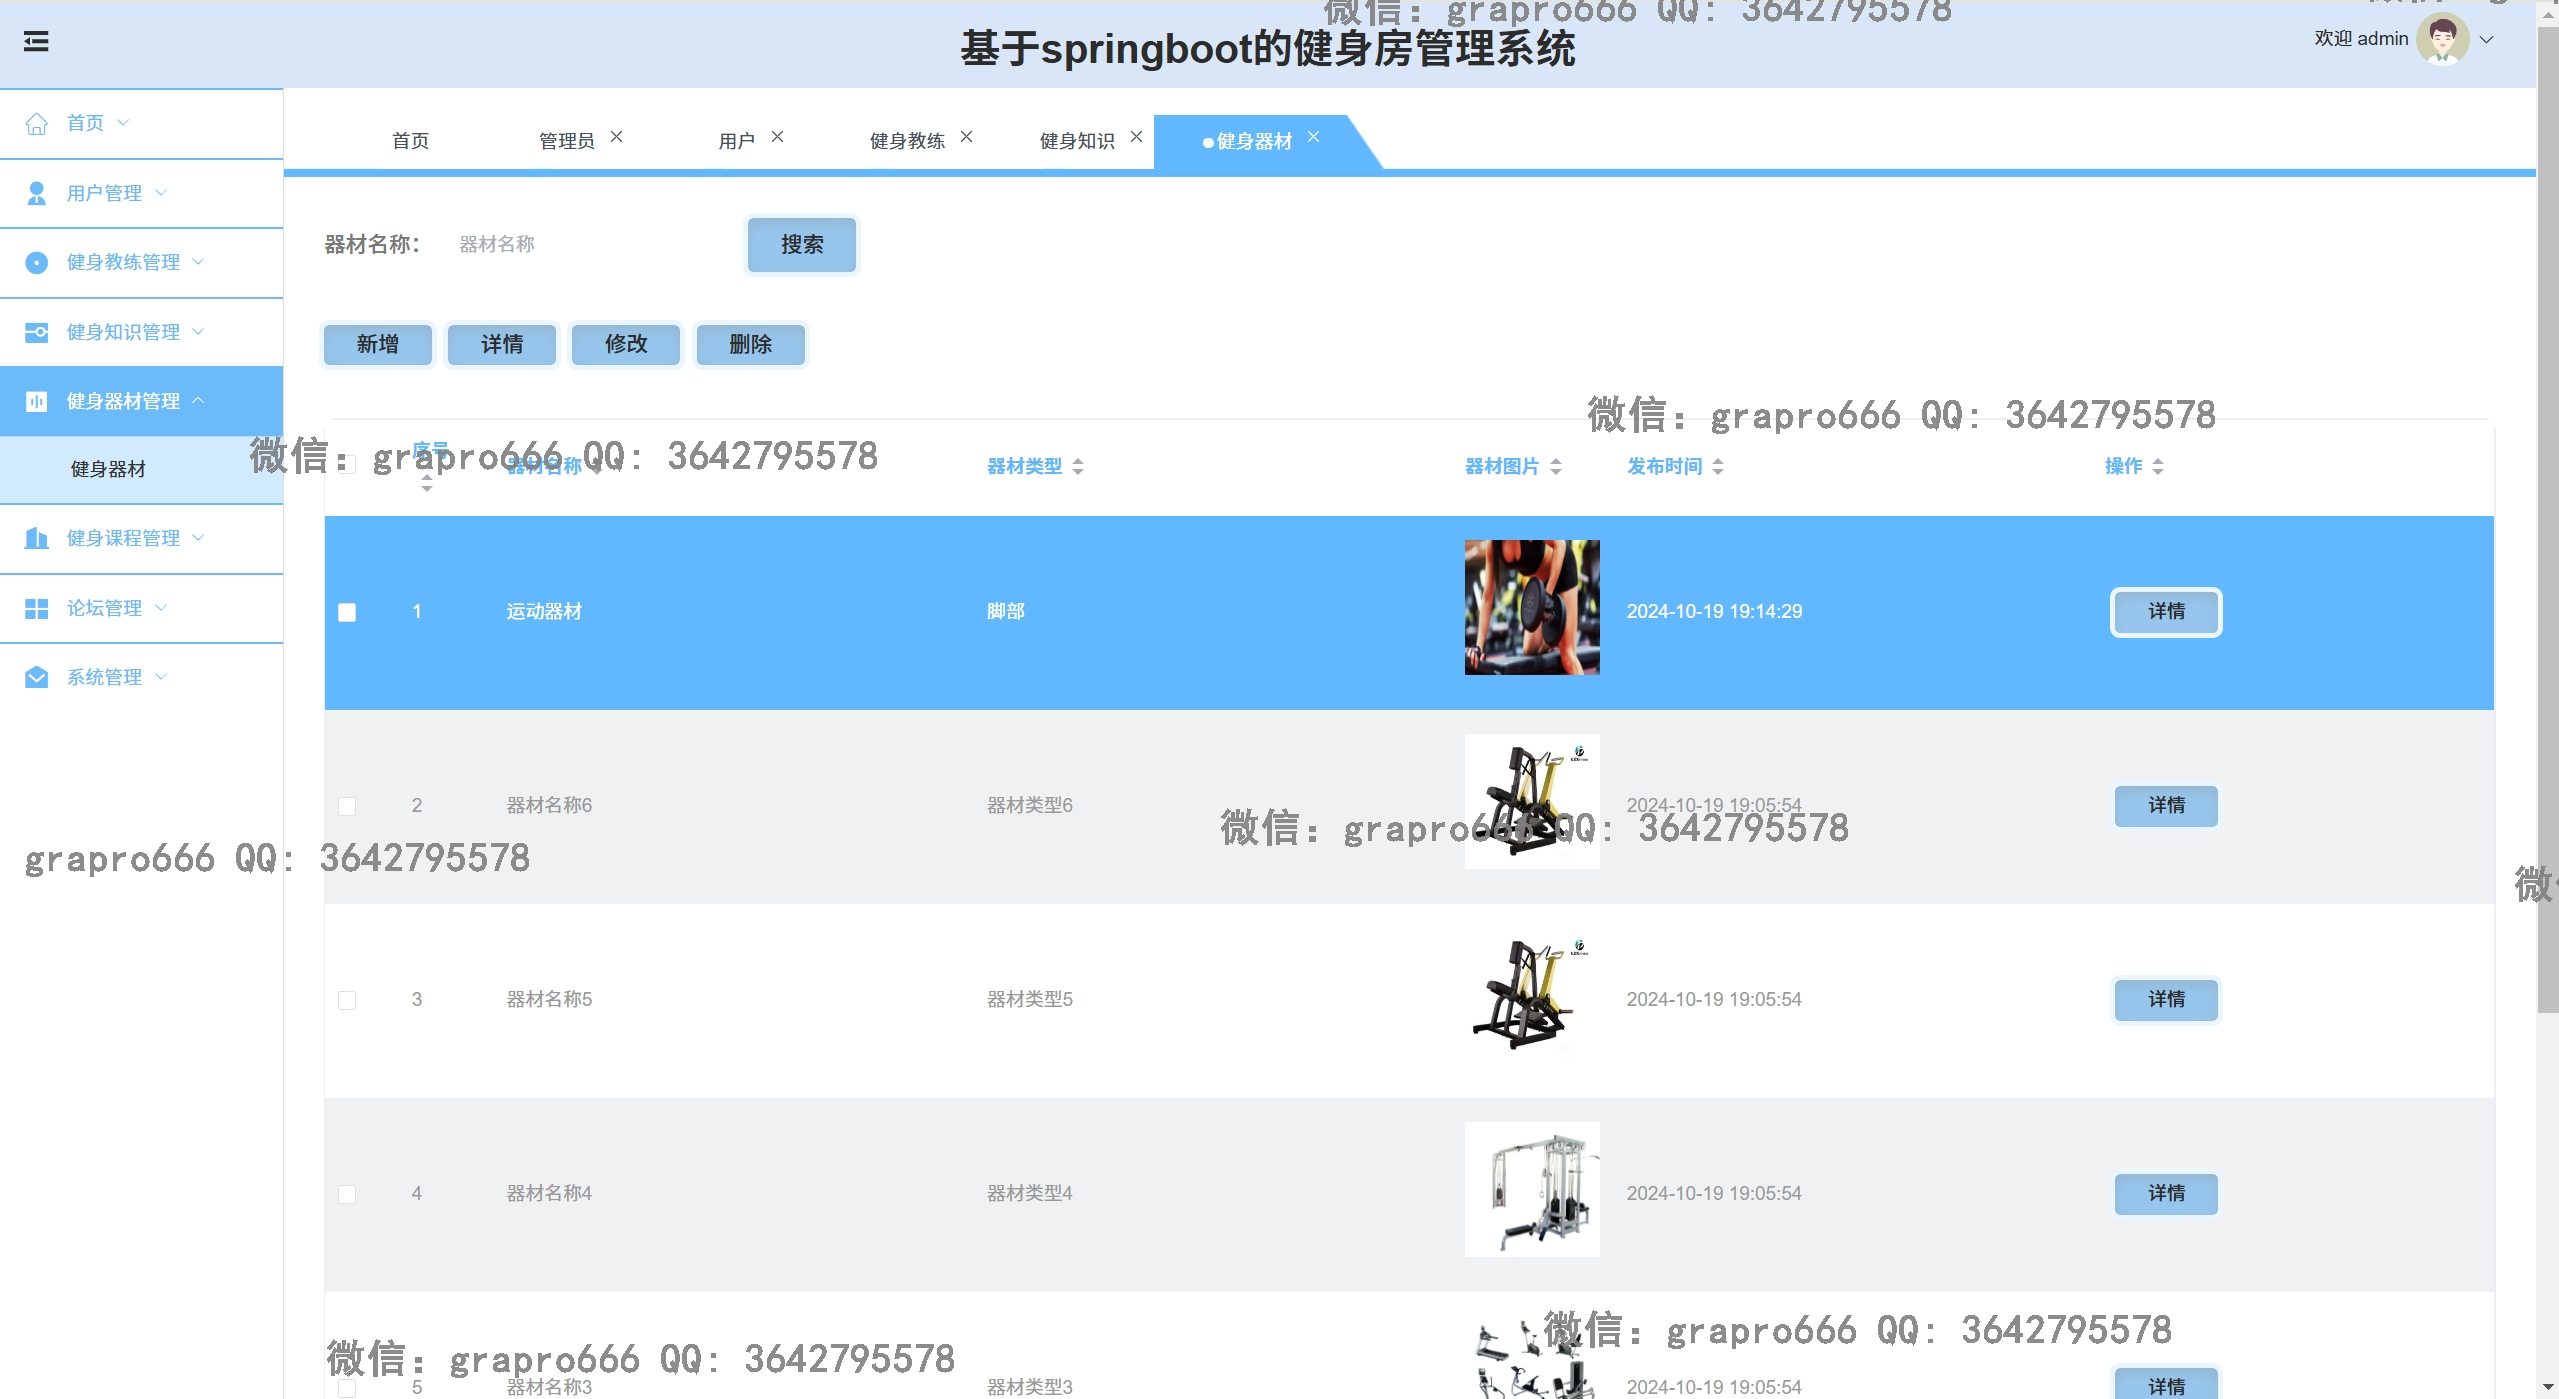 微信: grapro666 QQ: 3642795578
基于springboot的健身房管理系统
欢迎 admin
首页
用户管理
健身教练管理
健身知识管理
健身器材管理
健身器材
健身课程管理
论坛管理
系统管理
首页 管理员 用户 健身教练 健身知识 健身器材
器材名称: 器材名称 搜索
新增 详情 修改 删除
微信: grapro666 QQ: 3642795578
微信: grapro666 QQ: 3642795578
序号 器材名称 器材类型 器材图片 发布时间 操作
1 运动器材 脚部 2024-10-19 19:14:29 详情
2 器材名称6 器材类型6 2024-10-19 19:05:54 详情
微信: grapro666 QQ: 3642795578
grapro666 QQ: 3642795578
微
3 器材名称5 器材类型5 2024-10-19 19:05:54 详情
4 器材名称4 器材类型4 2024-10-19 19:05:54 详情
微信: grapro666 QQ: 3642795578
微信: grapro666 QQ: 3642795578
5 器材名称3 器材类型3 2024-10-19 19:05:54 详情